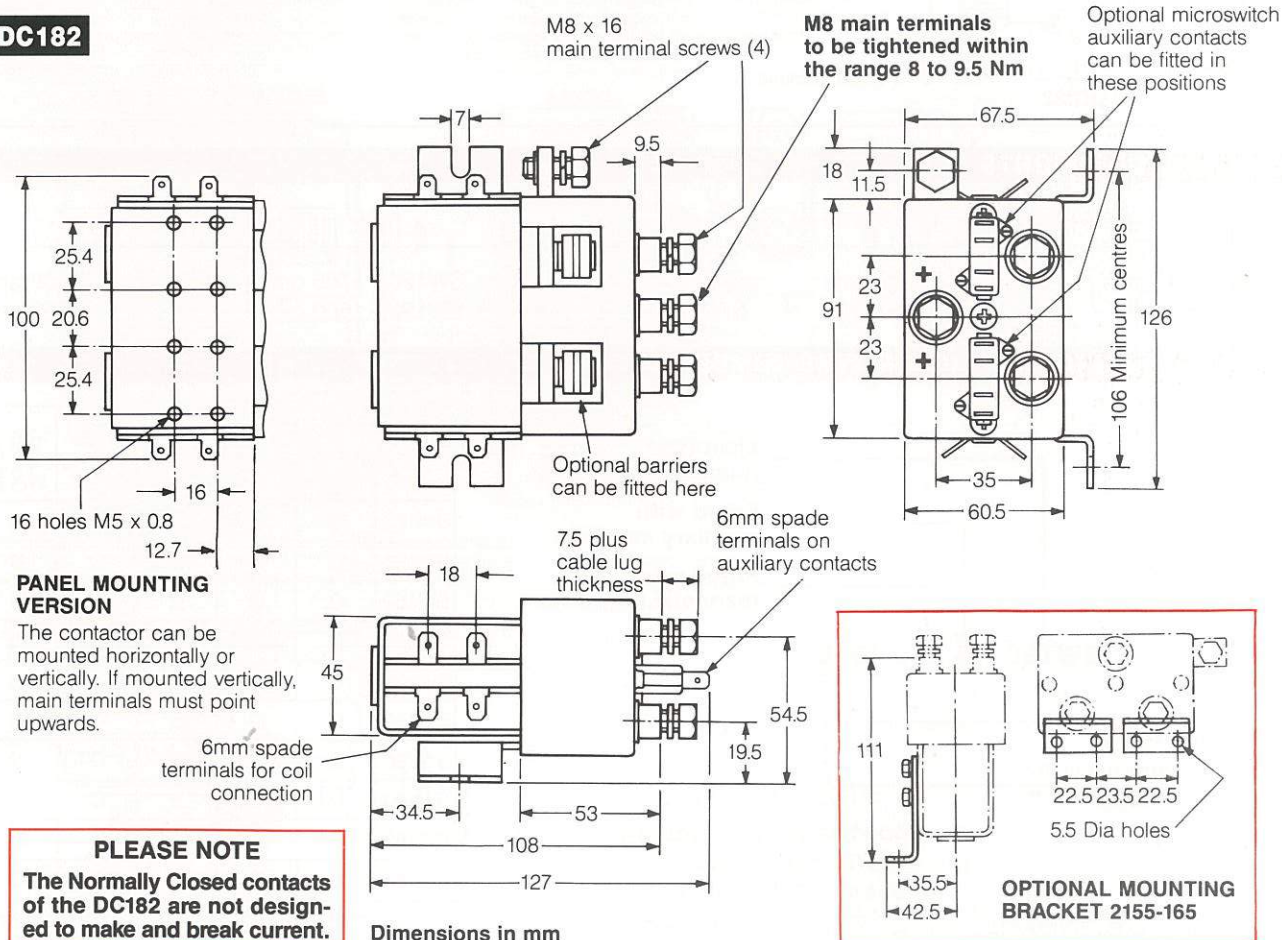 DC182
M8 x 16
main terminal screws (4)
M8 main terminals
to be tightened within
the range 8 to 9.5 Nm
Optional microswitch
auxiliary contacts
can be fitted in
these positions
7
9.5
67.5
18
11.5
25.4
100
20.6
25.4
23
91
23
106 Minimum centres
126
16
16 holes M5 x 0.8
12.7
Optional barriers
can be fitted here
35
60.5
PANEL MOUNTING
VERSION
The contactor can be
mounted horizontally or
vertically. If mounted vertically,
main terminals must point
upwards.
18
7.5 plus
cable lug
thickness
6mm spade
terminals on
auxiliary contacts
45
54.5
19.5
6mm spade
terminals for coil
connection
34.5
53
108
127
111
22.5
23.5
22.5
5.5 Dia holes
35.5
42.5
OPTIONAL MOUNTING
BRACKET 2155-165
PLEASE NOTE
The Normally Closed contacts
of the DC182 are not design-
ed to make and break current.
Dimensions in mm